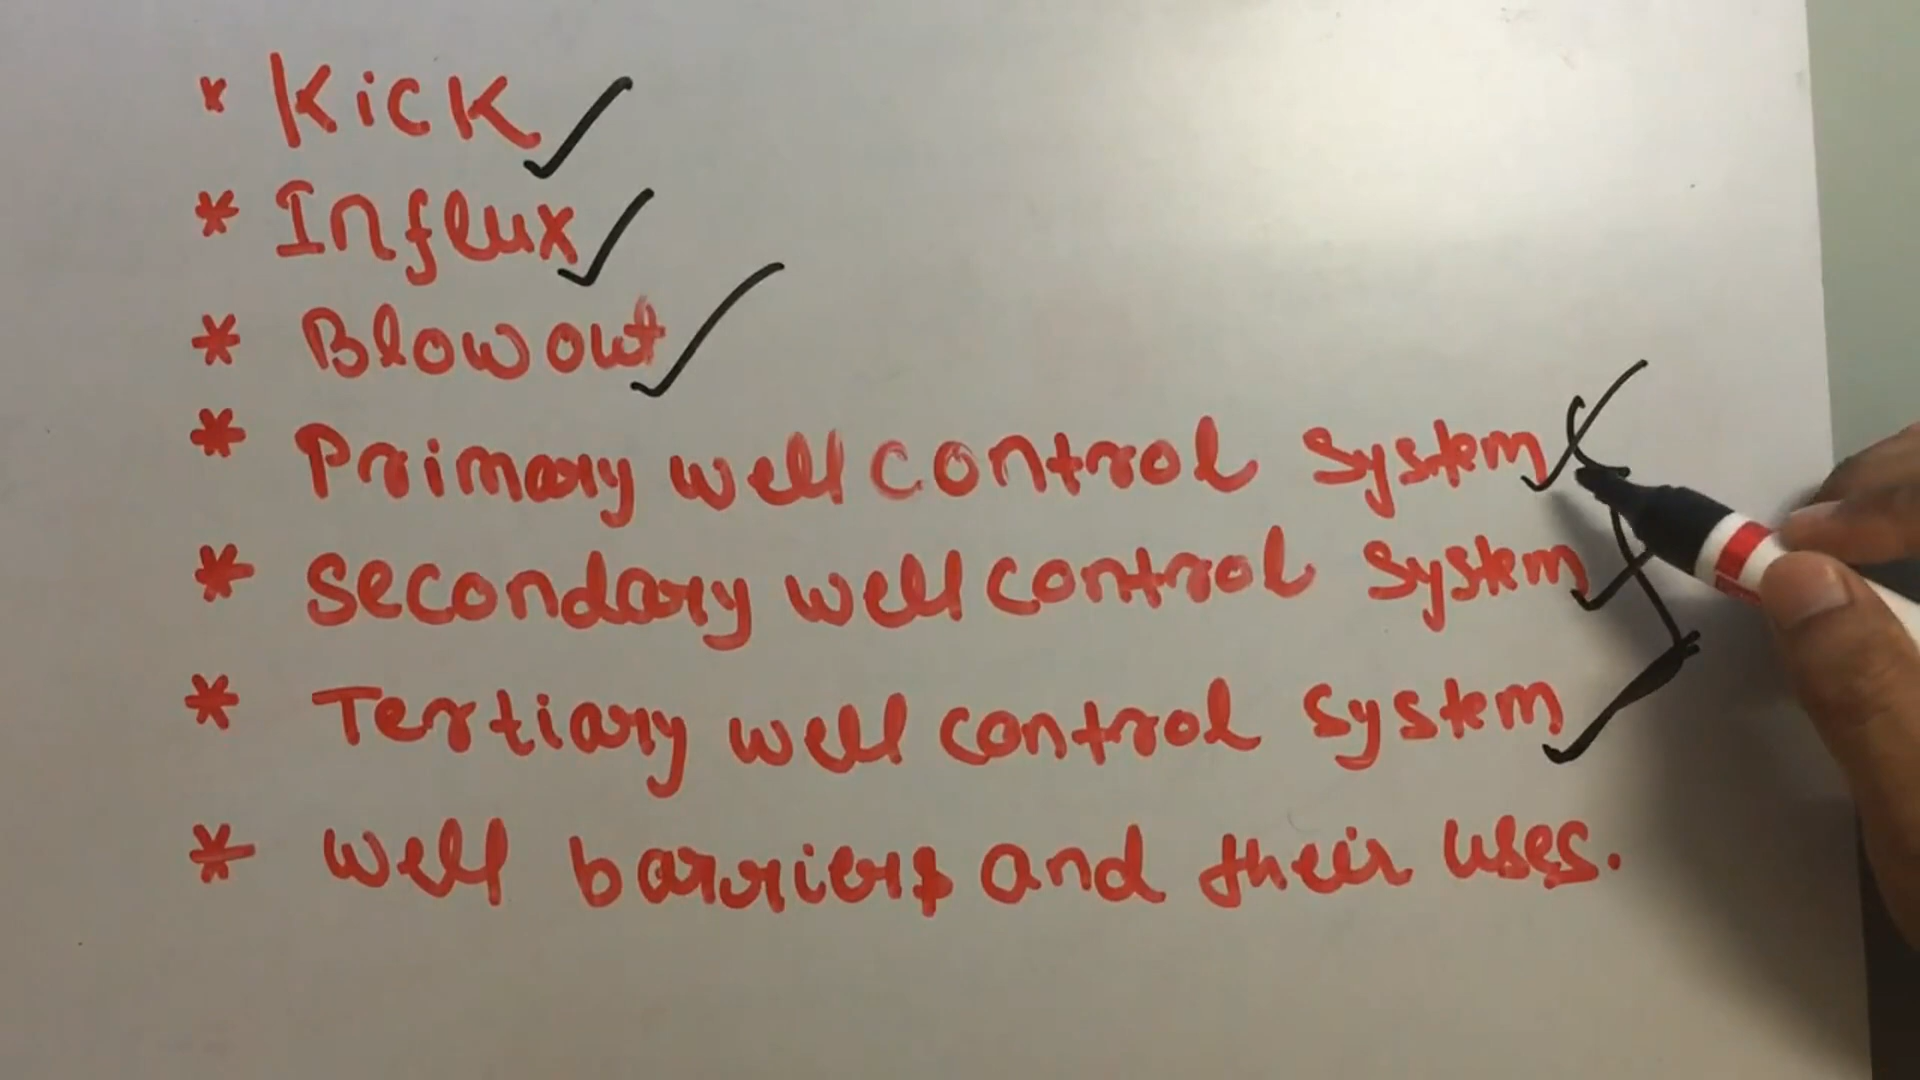 * Kick
* Influx
* Blowout
* Primary well control system
* Secondary well control system
* Tertiary well control system
* Well barriers and their uses.